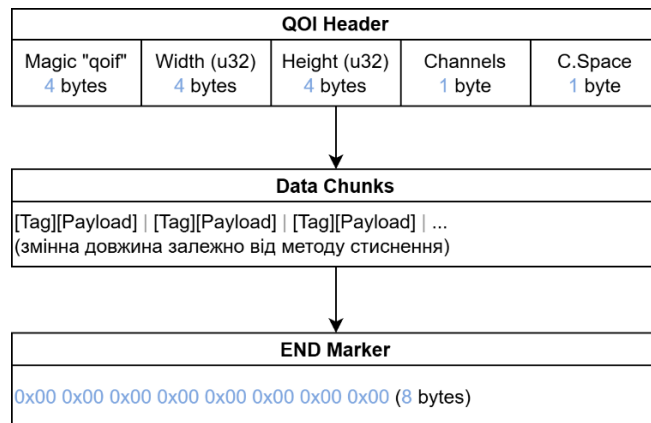 QOI Header
Magic "qoif" Width (u32) Height (u32) Channels C.Space
4 bytes 4 bytes 4 bytes 1 byte 1 byte
Data Chunks
[Tag][Payload] | [Tag][Payload] | [Tag][Payload] | ...
(змінна довжина залежно від методу стиснення)
END Marker
0x00 0x00 0x00 0x00 0x00 0x00 0x00 0x00 (8 bytes)